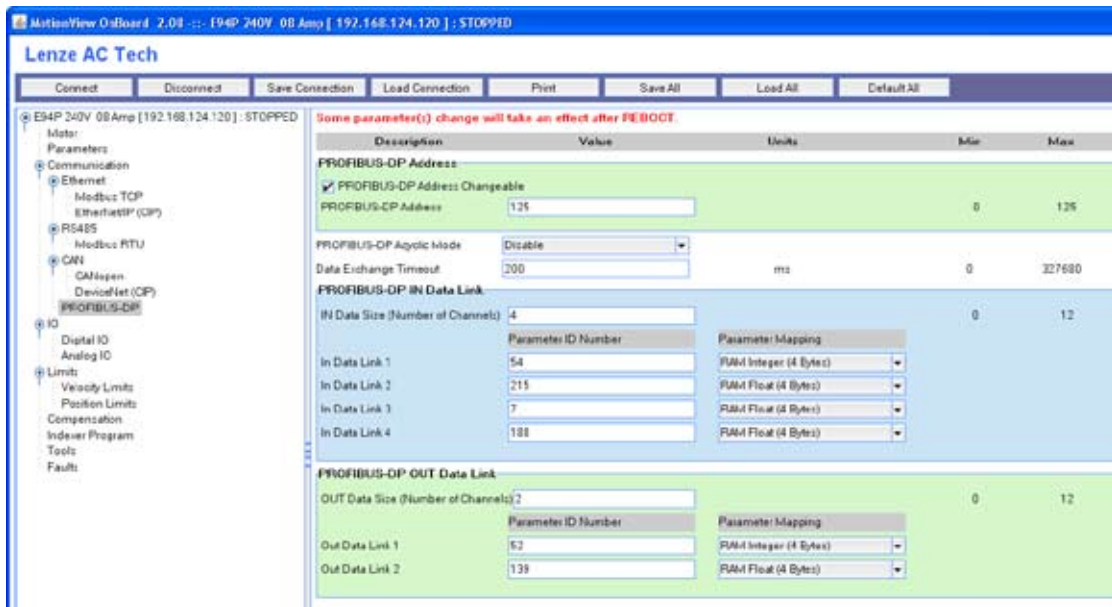 MotionView OnBoard 2.08 -::- E94P 240V 08 Amp [ 192.168.124.120 ] : STOPPED
Lenze AC Tech
Connect Disconnect Save Connection Load Connection Print Save All Load All Default All
E94P 240V 08 Amp [192.168.124.120] : STOPPED
Motor
Parameters
Communication
Ethernet
Modbus TCP
EtherNet/IP (CIP)
RS485
Modbus RTU
CAN
CANopen
DeviceNet (CIP)
PROFIBUS-DP
IO
Digital IO
Analog IO
Limits
Velocity Limits
Position Limits
Compensation
Indexer Program
Tools
Faults
Some parameter(s) change will take an effect after REBOOT.
Description Value Units Min Max
PROFIBUS-DP Address
PROFIBUS-DP Address Changeable
PROFIBUS-DP Address 125 0 125
PROFIBUS-DP Acyclic Mode Disable
Data Exchange Timeout 200 ms 0 327680
PROFIBUS-DP IN Data Link
IN Data Size (Number of Channels) 4 0 12
Parameter ID Number Parameter Mapping
In Data Link 1 54 RAM Integer (4 Bytes)
In Data Link 2 215 RAM Float (4 Bytes)
In Data Link 3 7 RAM Float (4 Bytes)
In Data Link 4 188 RAM Float (4 Bytes)
PROFIBUS-DP OUT Data Link
OUT Data Size (Number of Channels) 2 0 12
Parameter ID Number Parameter Mapping
Out Data Link 1 52 RAM Integer (4 Bytes)
Out Data Link 2 139 RAM Float (4 Bytes)